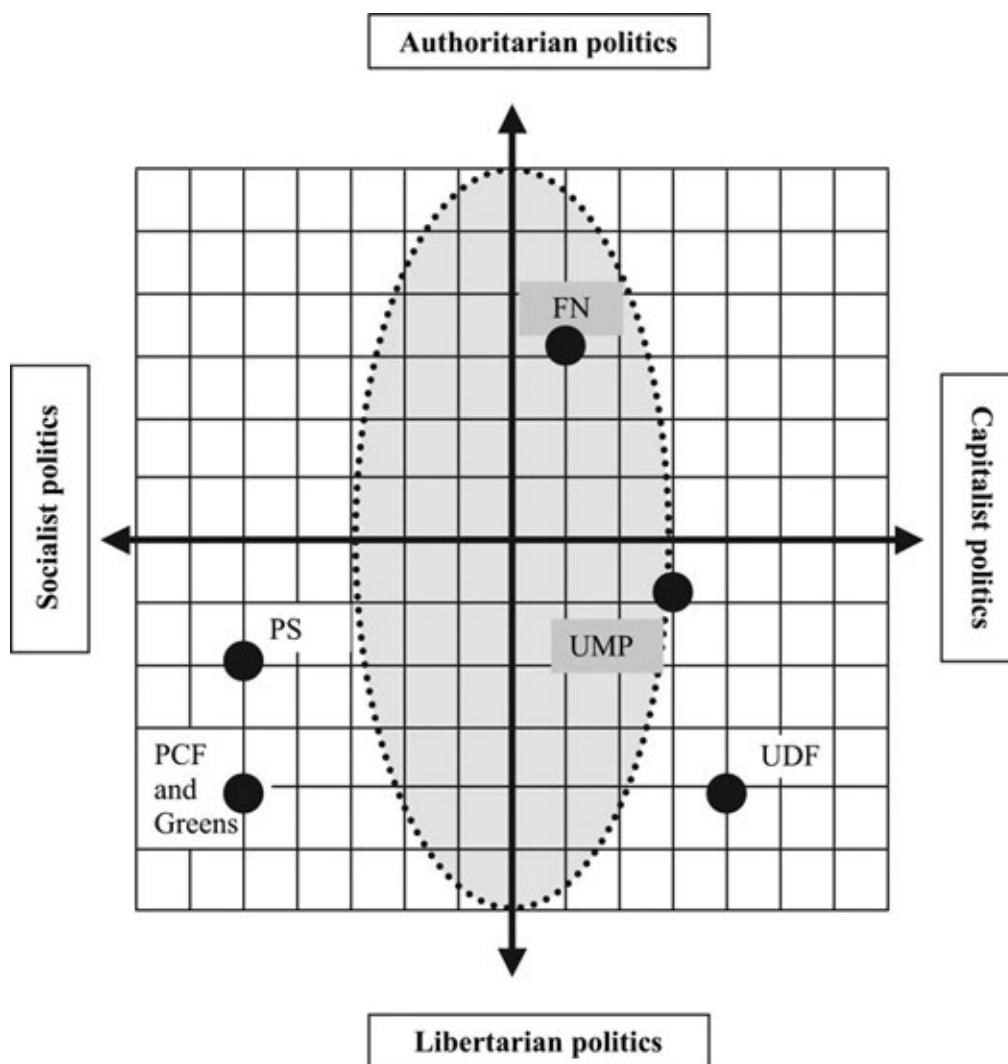 Authoritarian politics
FN
Socialist politics
Capitalist politics
PS
UMP
PCF
and
Greens
UDF
Libertarian politics